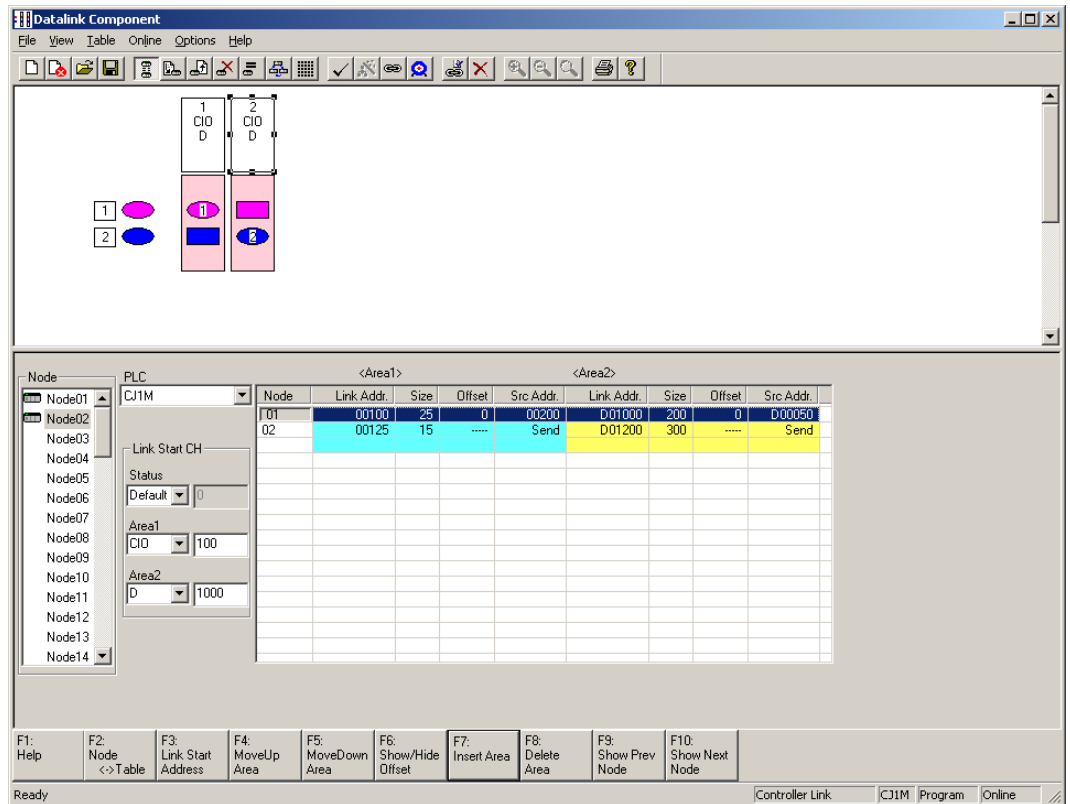 Datalink Component
File View Table Online Options Help
1 2
CIO CIO
D D
1 1
2 2
<Area1> <Area2>
Node PLC
CJ1M
Node01
Node02
Node03
Node04
Node05
Node06
Node07
Node08
Node09
Node10
Node11
Node12
Node13
Node14
Link Start CH
Status
Default 0
Area1
CIO 100
Area2
D 1000
Node Link Addr. Size Offset Src Addr. Link Addr. Size Offset Src Addr.
01 00100 25 0 00200 D01000 200 0 D00050
02 00125 15 ----- Send D01200 300 ----- Send
F1:
Help
F2:
Node
<->Table
F3:
Link Start
Address
F4:
MoveUp
Area
F5:
MoveDown
Area
F6:
Show/Hide
Offset
F7:
Insert Area
F8:
Delete
Area
F9:
Show Prev
Node
F10:
Show Next
Node
Ready Controller Link CJ1M Program Online